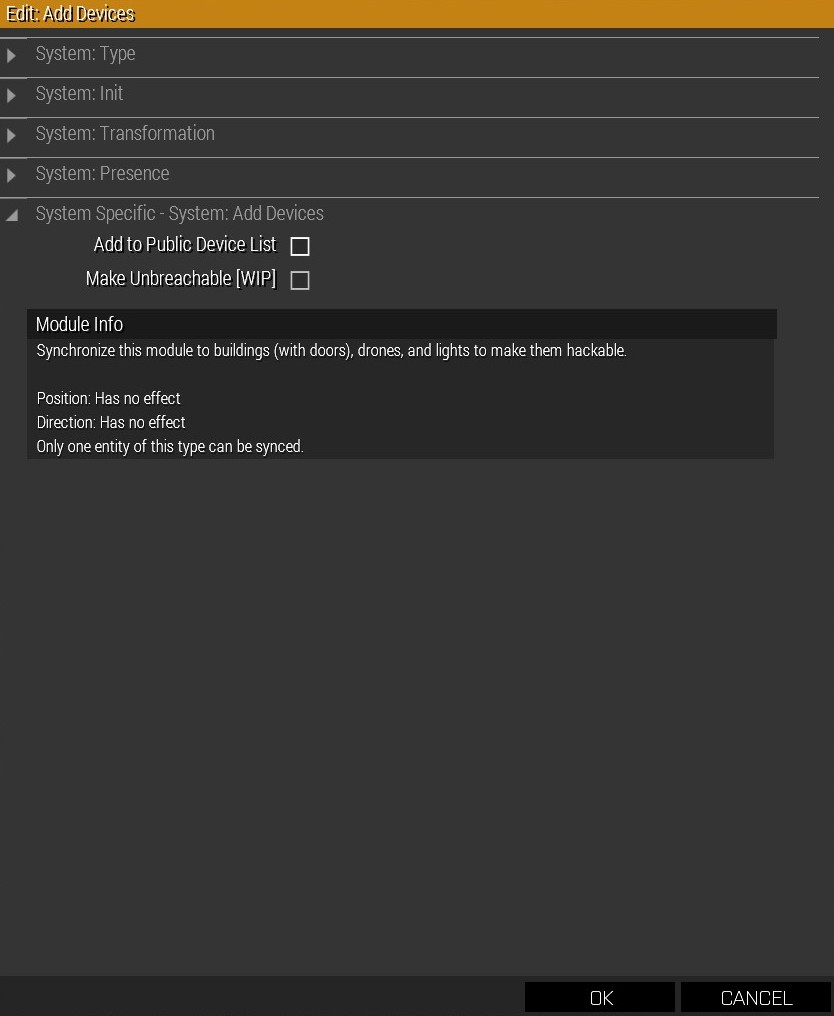 Edit: Add Devices
System: Type
System: Init
System: Transformation
System: Presence
System Specific - System: Add Devices
Add to Public Device List
Make Unbreachable [WIP]
Module Info
Synchronize this module to buildings (with doors), drones, and lights to make them hackable.
Position: Has no effect
Direction: Has no effect
Only one entity of this type can be synced.
OK CANCEL